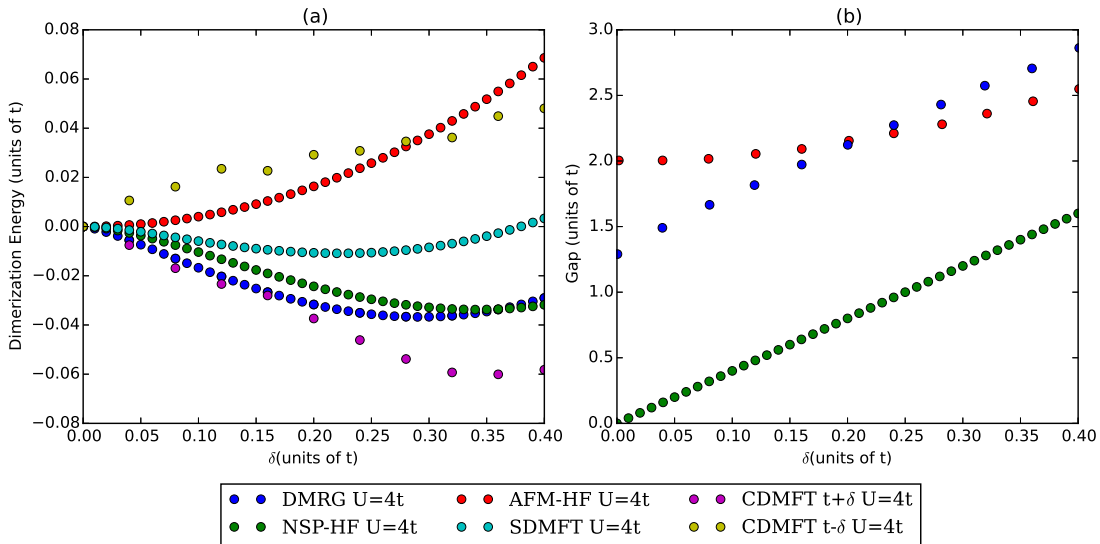 (a)
Dimerization Energy (units of t)
0.08
0.06
0.04
0.02
0.00
−0.02
−0.04
−0.06
−0.08
0.00 0.05 0.10 0.15 0.20 0.25 0.30 0.35 0.40
δ(units of t)
(b)
Gap (units of t)
3.0
2.5
2.0
1.5
1.0
0.5
0.0
0.00 0.05 0.10 0.15 0.20 0.25 0.30 0.35 0.40
δ(units of t)
DMRG U=4t AFM-HF U=4t CDMFT t+δ U=4t
NSP-HF U=4t SDMFT U=4t CDMFT t-δ U=4t